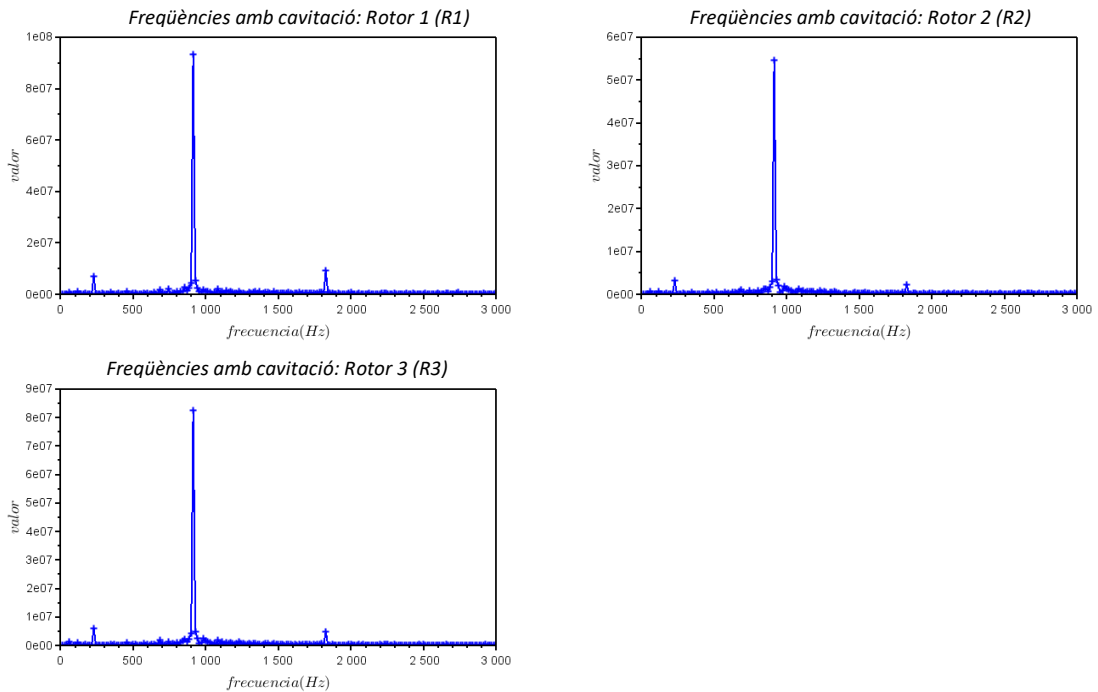 Freqüències amb cavitació: Rotor 1 (R1)
1e08
8e07
6e07
4e07
2e07
0e00
valor
0 500 1 000 1 500 2 000 2 500 3 000
frecuencia(Hz)
Freqüències amb cavitació: Rotor 2 (R2)
6e07
5e07
4e07
3e07
2e07
1e07
0e00
valor
0 500 1 000 1 500 2 000 2 500 3 000
frecuencia(Hz)
Freqüències amb cavitació: Rotor 3 (R3)
9e07
8e07
7e07
6e07
5e07
4e07
3e07
2e07
1e07
0e00
valor
0 500 1 000 1 500 2 000 2 500 3 000
frecuencia(Hz)